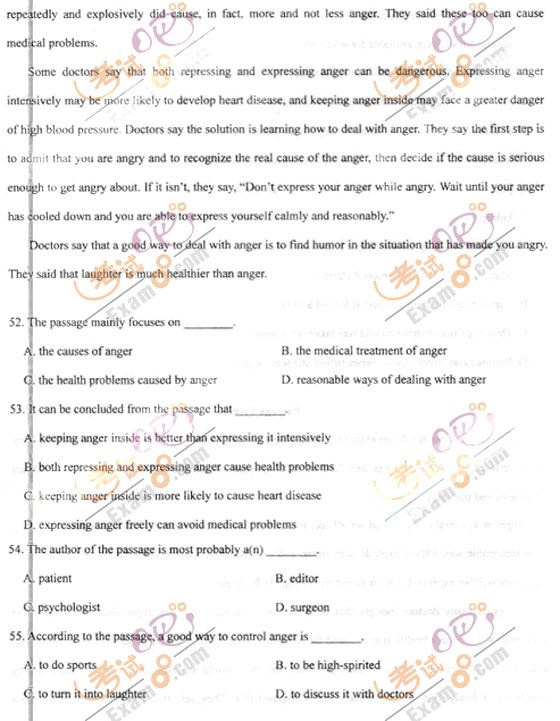 repeatedly and explosively did cause, in fact, more and not less anger. They said these too can cause
medical problems.
Some doctors say that both repressing and expressing anger can be dangerous. Expressing anger
intensively may be more likely to develop heart disease, and keeping anger inside may face a greater danger
of high blood pressure. Doctors say the solution is learning how to deal with anger. They say the first step is
to admit that you are angry and to recognize the real cause of the anger, then decide if the cause is serious
enough to get angry about. If it isn't, they say, "Don't express your anger while angry. Wait until your anger
has cooled down and you are able to express yourself calmly and reasonably."
Doctors say that a good way to deal with anger is to find humor in the situation that has made you angry.
They said that laughter is much healthier than anger.
52. The passage mainly focuses on ________.
A. the causes of anger B. the medical treatment of anger
C. the health problems caused by anger D. reasonable ways of dealing with anger
53. It can be concluded from the passage that ________.
A. keeping anger inside is better than expressing it intensively
B. both repressing and expressing anger cause health problems
C. keeping anger inside is more likely to cause heart disease
D. expressing anger freely can avoid medical problems
54. The author of the passage is most probably a(n) ________.
A. patient B. editor
C. psychologist D. surgeon
55. According to the passage, a good way to control anger is ________.
A. to do sports B. to be high-spirited
C. to turn it into laughter D. to discuss it with doctors
考试吧
Exam8.com